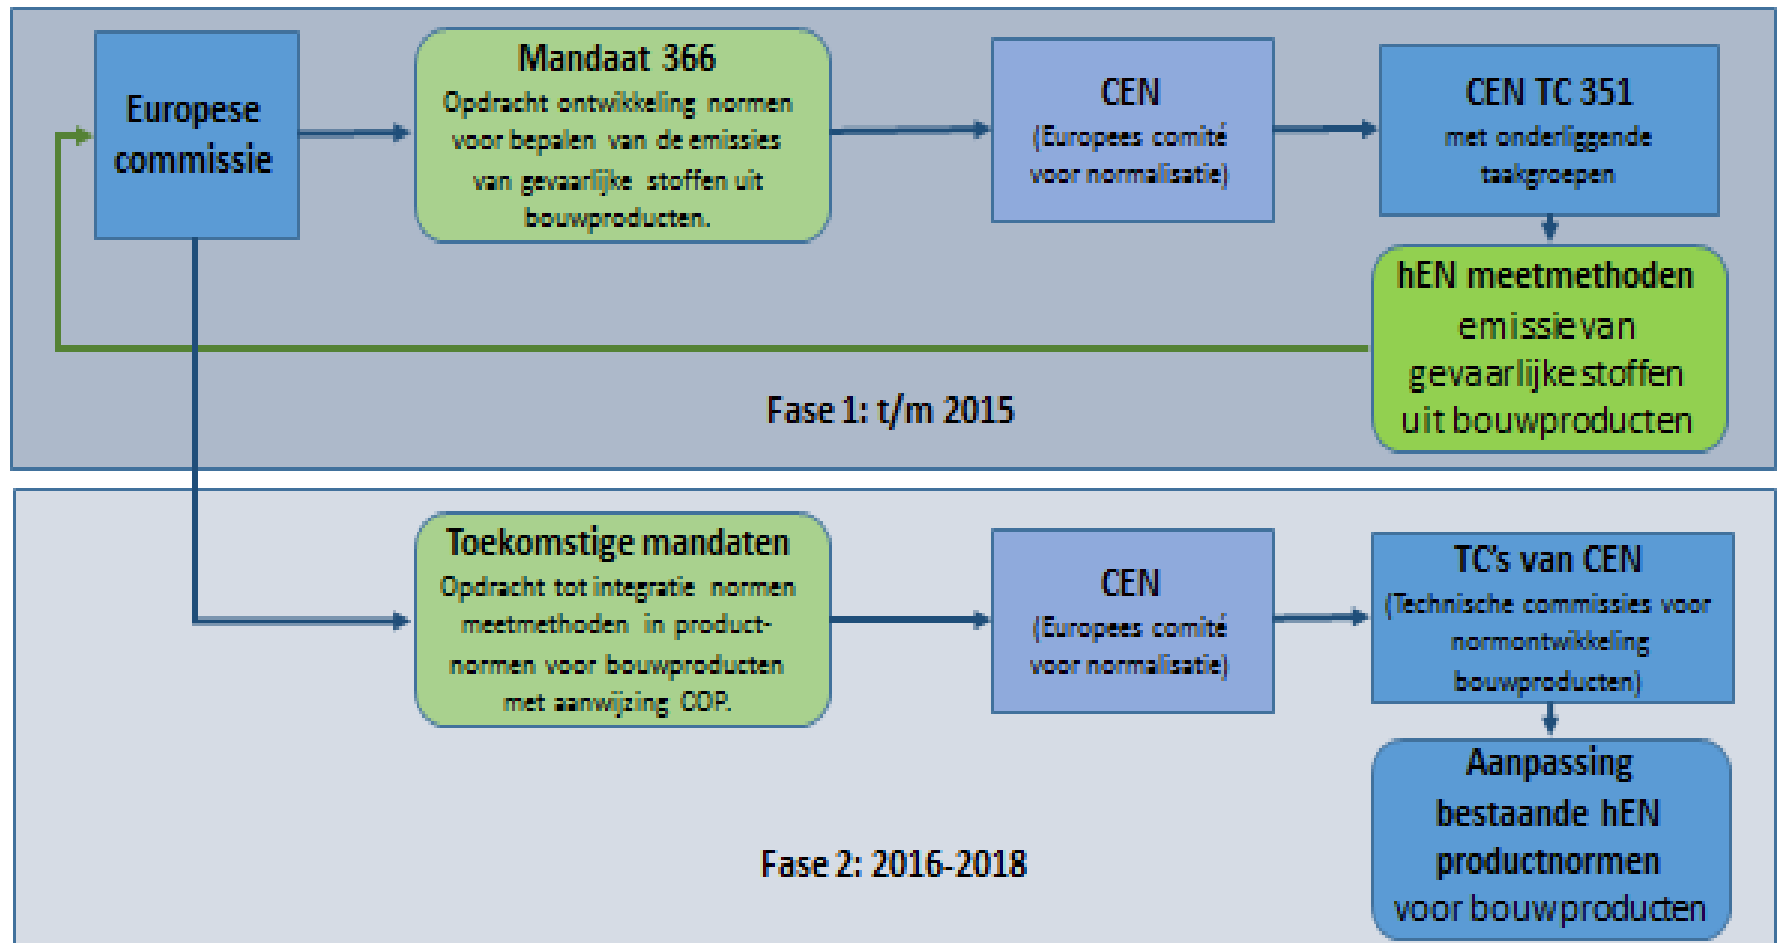 Europese
commissie
Mandaat 366
Opdracht ontwikkeling normen
voor bepalen van de emissies
van gevaarlijke stoffen uit
bouwproducten.
CEN
(Europees comité
voor normalisatie)
CEN TC 351
met onderliggende
taakgroepen
hEN meetmethoden
emissie van
gevaarlijke stoffen
uit bouwproducten
Fase 1: t/m 2015
Toekomstige mandaten
Opdracht tot integratie normen
meetmethoden in product-
normen voor bouwproducten
met aanwijzing COP.
CEN
(Europees comité
voor normalisatie)
TC's van CEN
(Technische commissies voor
normontwikkeling
bouwproducten)
Aanpassing
bestaande hEN
productnormen
voor bouwproducten
Fase 2: 2016-2018